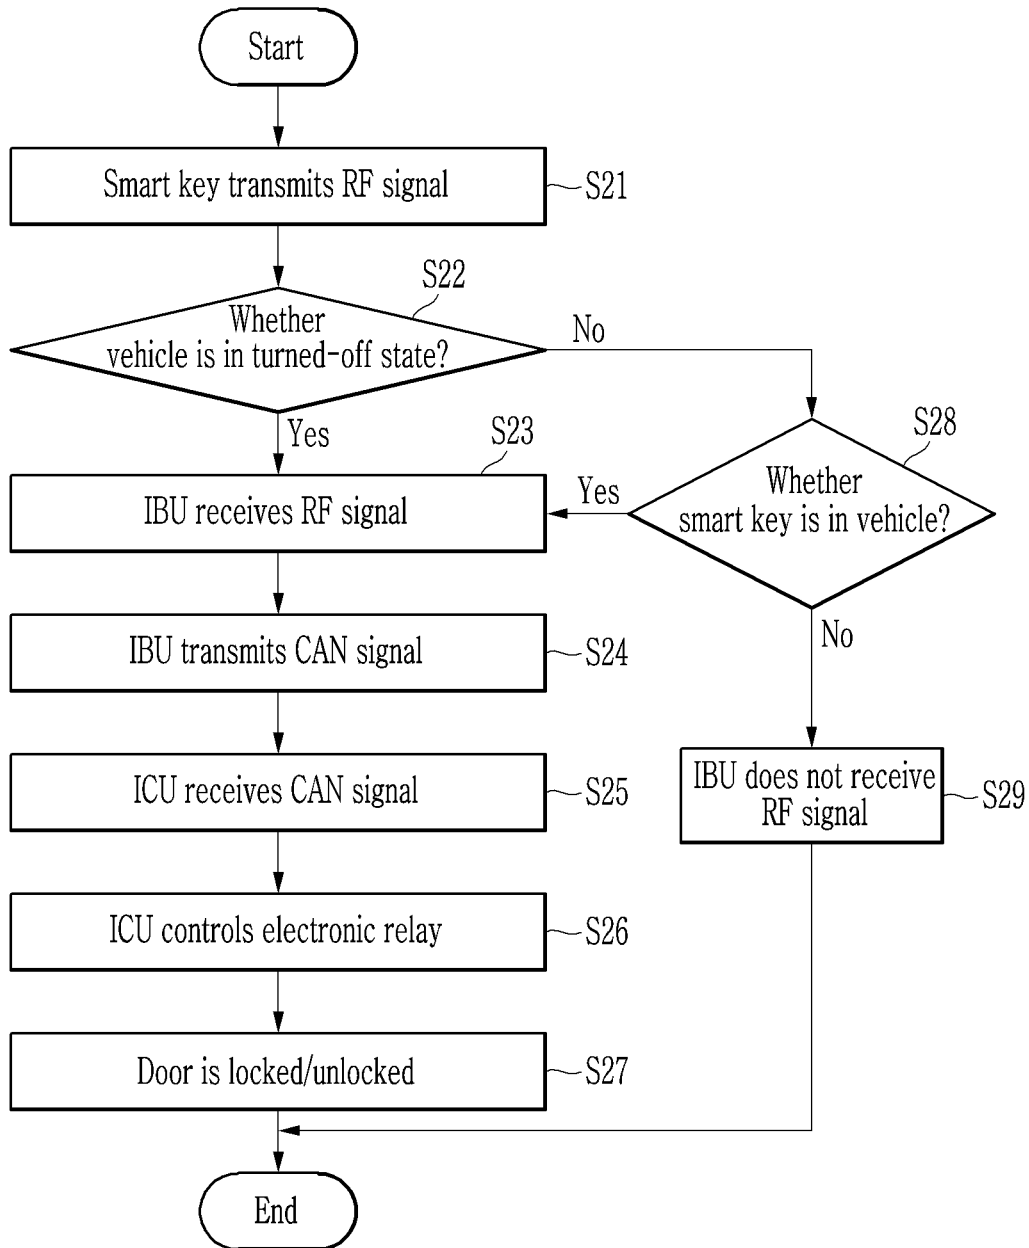 Start
Smart key transmits RF signal
S21
S22
Whether
vehicle is in turned-off state?
No
Yes
S23
IBU receives RF signal
S28
Whether
smart key is in vehicle?
Yes
No
IBU transmits CAN signal
S24
ICU receives CAN signal
S25
IBU does not receive
RF signal
S29
ICU controls electronic relay
S26
Door is locked/unlocked
S27
End